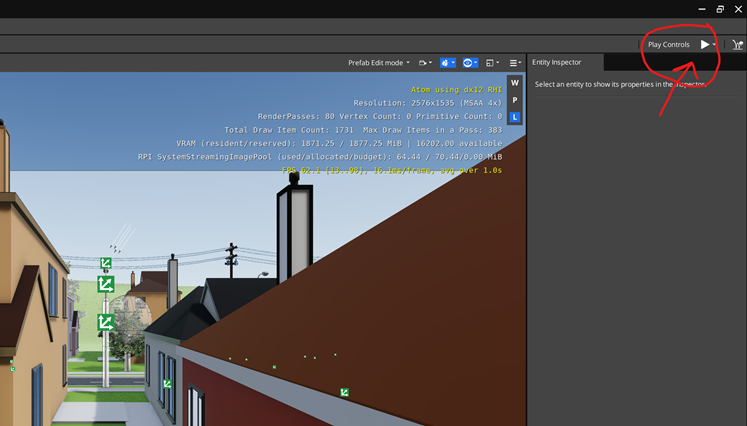 Play Controls
Prefab Edit mode
Entity Inspector
Select an entity to show its properties in the inspector.
W
P
L
Atom using dx12 RHI
Resolution: 2576x1535 (MSAA 4x)
RenderPasses: 80 Vertex Count: 0 Primitive Count: 0
Total Draw Item Count: 1731 Max Draw Items in a Pass: 383
VRAM (resident/reserved): 1871.25 / 1877.25 MiB | 16202.00 available
RPI SystemStreamingImagePool (used/allocated/budget): 64.44 / 70.44/0.00 MiB
FPS 62.1 [13..98], 16.1ms/frame, avg over 1.0s